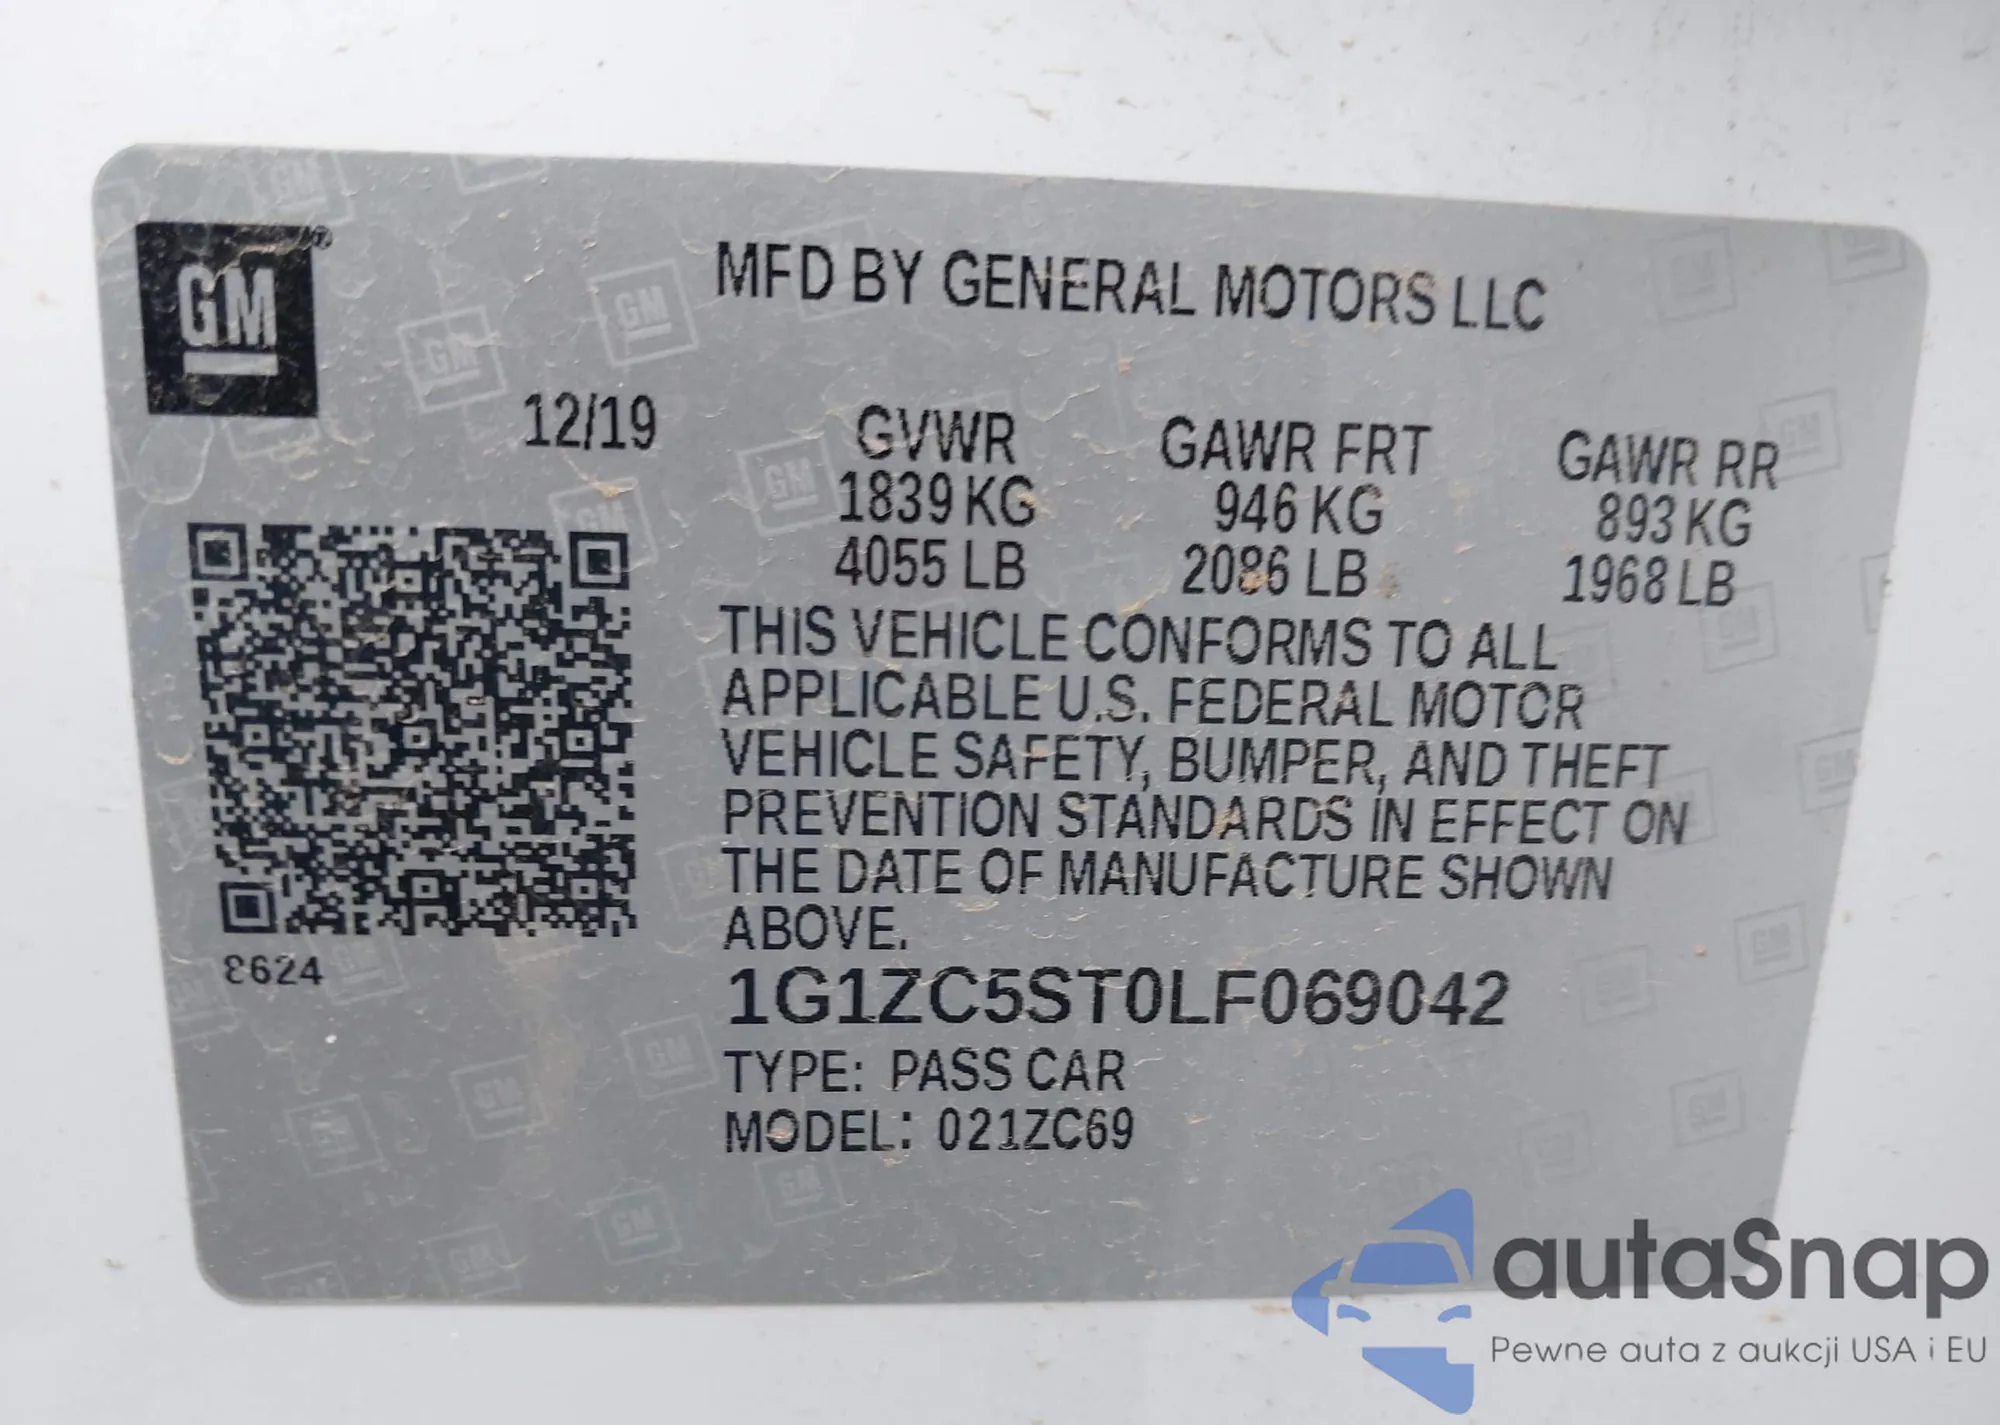 GM
MFD BY GENERAL MOTORS LLC
12/19
GVWR GAWR FRT GAWR RR
1839 KG 946 KG 893 KG
4055 LB 2086 LB 1968 LB
THIS VEHICLE CONFORMS TO ALL
APPLICABLE U.S. FEDERAL MOTOR
VEHICLE SAFETY, BUMPER, AND THEFT
PREVENTION STANDARDS IN EFFECT ON
THE DATE OF MANUFACTURE SHOWN
ABOVE.
8624
1G1ZC5ST0LF069042
TYPE: PASS CAR
MODEL: 021ZC69
autaSnap
Pewne auta z aukcji USA i EU